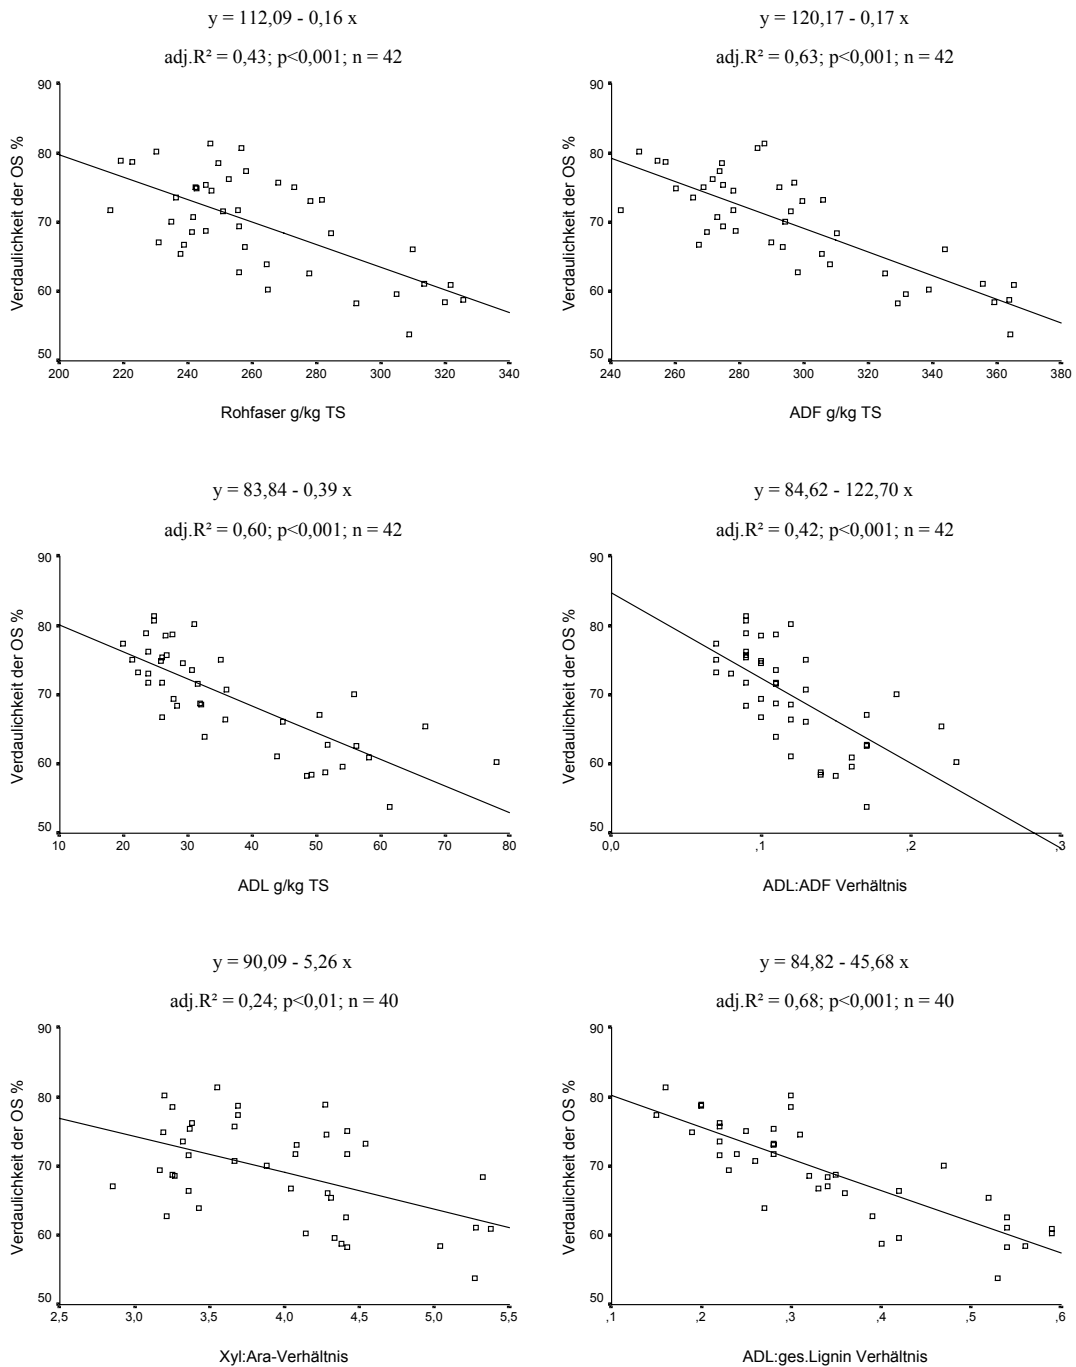 y = 112,09 - 0,16 x
adj.R² = 0,43; p<0,001; n = 42
90
80
70
60
50
Verdaulichkeit der OS %
200 220 240 260 280 300 320 340
Rohfaser g/kg TS
y = 120,17 - 0,17 x
adj.R² = 0,63; p<0,001; n = 42
90
80
70
60
50
Verdaulichkeit der OS %
240 260 280 300 320 340 360 380
ADF g/kg TS
y = 83,84 - 0,39 x
adj.R² = 0,60; p<0,001; n = 42
90
80
70
60
50
Verdaulichkeit der OS %
10 20 30 40 50 60 70 80
ADL g/kg TS
y = 84,62 - 122,70 x
adj.R² = 0,42; p<0,001; n = 42
90
80
70
60
50
Verdaulichkeit der OS %
0,0 ,1 ,2 ,3
ADL:ADF Verhältnis
y = 90,09 - 5,26 x
adj.R² = 0,24; p<0,01; n = 40
90
80
70
60
50
Verdaulichkeit der OS %
2,5 3,0 3,5 4,0 4,5 5,0 5,5
Xyl:Ara-Verhältnis
y = 84,82 - 45,68 x
adj.R² = 0,68; p<0,001; n = 40
90
80
70
60
50
Verdaulichkeit der OS %
,1 ,2 ,3 ,4 ,5 ,6
ADL:ges.Lignin Verhältnis